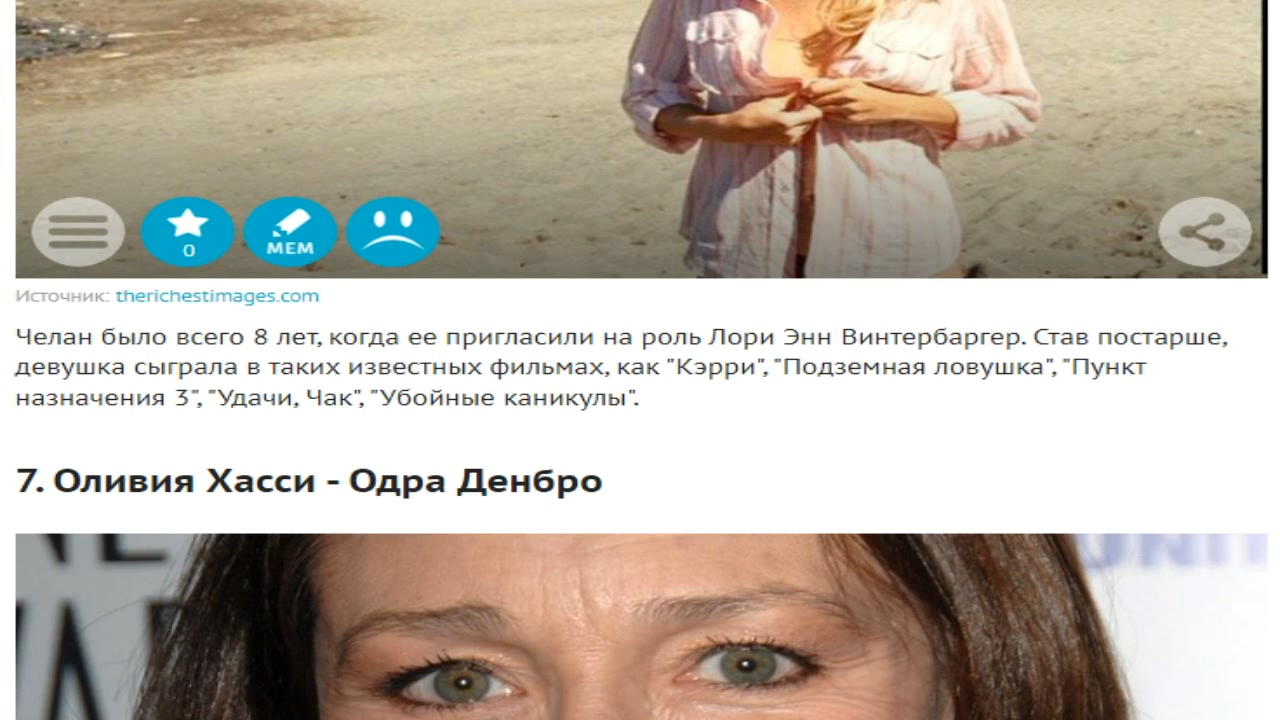 0
МЕМ
Источник: therichestimages.com
Челан было всего 8 лет, когда ее пригласили на роль Лори Энн Винтербаргер. Став постарше,
девушка сыграла в таких известных фильмах, как "Кэрри", "Подземная ловушка", "Пункт
назначения 3", "Удачи, Чак", "Убойные каникулы".
7. Оливия Хасси - Одра Денбро